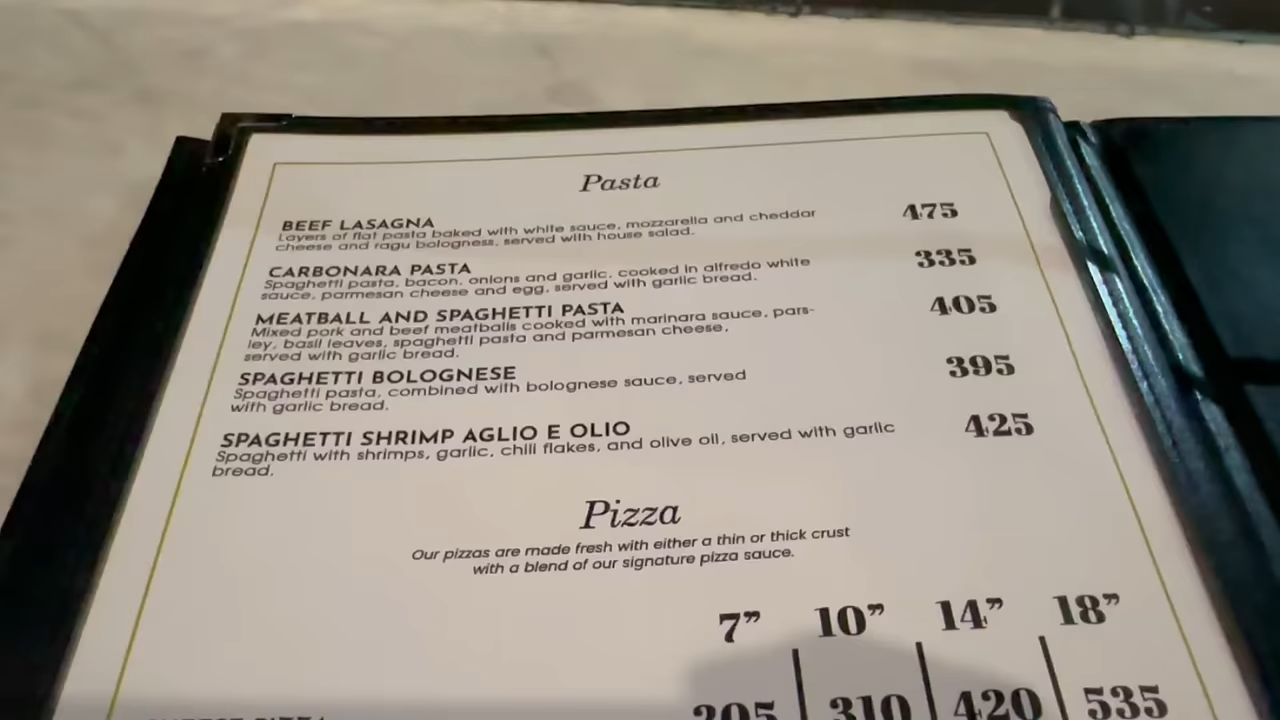 Pasta
BEEF LASAGNA 475
Layers of flat pasta baked with white sauce, mozzarella and cheddar
cheese and ragu bologness, served with house salad.
CARBONARA PASTA 335
Spaghetti pasta, bacon, onions and garlic, cooked in alfredo white
sauce, parmesan cheese and egg, served with garlic bread.
MEATBALL AND SPAGHETTI PASTA 405
Mixed pork and beef meatballs cooked with marinara sauce, pars-
ley, basil leaves, spaghetti pasta and parmesan cheese,
served with garlic bread.
SPAGHETTI BOLOGNESE 395
Spaghetti pasta, combined with bolognese sauce, served
with garlic bread.
SPAGHETTI SHRIMP AGLIO E OLIO 425
Spaghetti with shrimps, garlic, chili flakes, and olive oil, served with garlic
bread.
Pizza
Our pizzas are made fresh with either a thin or thick crust
with a blend of our signature pizza sauce.
7” 10” 14” 18”
310 420 535